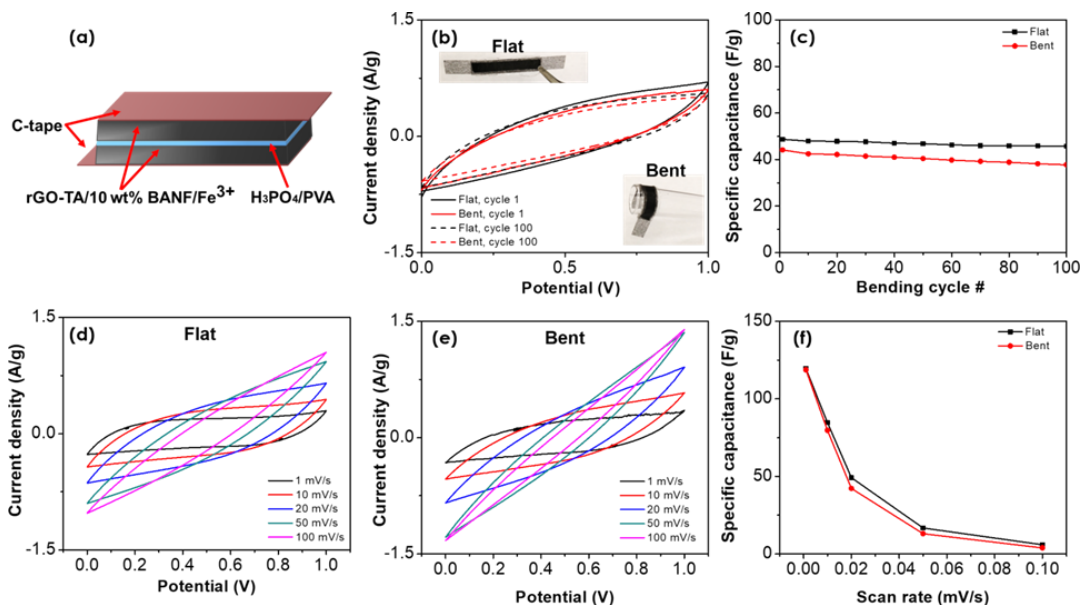 (a)
C-tape
rGO-TA/10 wt% BANF/Fe³⁺
H₃PO₄/PVA
(b)
Flat
Bent
Flat, cycle 1
Bent, cycle 1
Flat, cycle 100
Bent, cycle 100
1.5
0.0
-1.5
Current density (A/g)
0.0
0.5
1.0
Potential (V)
(c)
Flat
Bent
100
80
60
40
20
0
Specific capacitance (F/g)
0
20
40
60
80
100
Bending cycle #
(d)
Flat
1 mV/s
10 mV/s
20 mV/s
50 mV/s
100 mV/s
1.5
0.0
-1.5
Current density (A/g)
0.0
0.2
0.4
0.6
0.8
1.0
Potential (V)
(e)
Bent
1 mV/s
10 mV/s
20 mV/s
50 mV/s
100 mV/s
1.5
0.0
-1.5
Current density (A/g)
0.0
0.2
0.4
0.6
0.8
1.0
Potential (V)
(f)
Flat
Bent
150
100
50
0
Specific capacitance (F/g)
0.00
0.02
0.04
0.06
0.08
0.10
Scan rate (mV/s)